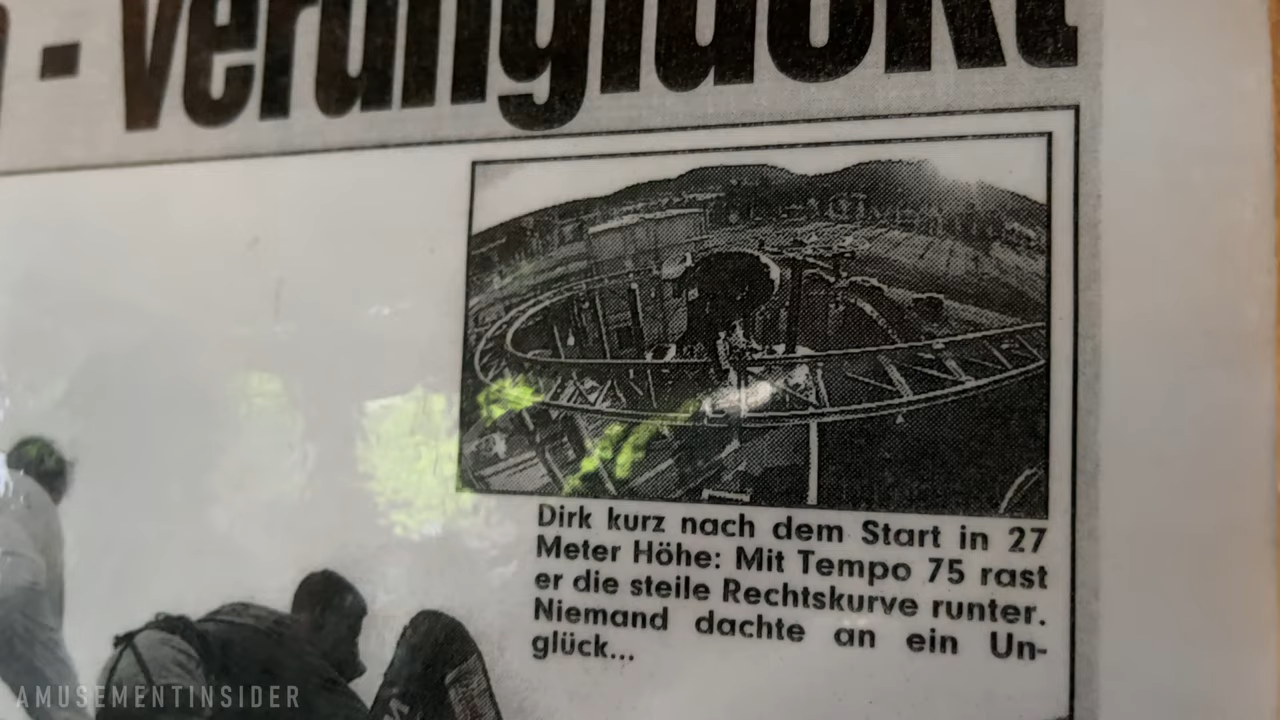 - verunglückt
Dirk kurz nach dem Start in 27
Meter Höhe: Mit Tempo 75 rast
er die steile Rechtskurve runter.
Niemand dachte an ein Un-
glück...
AMUSEMENTINSIDER